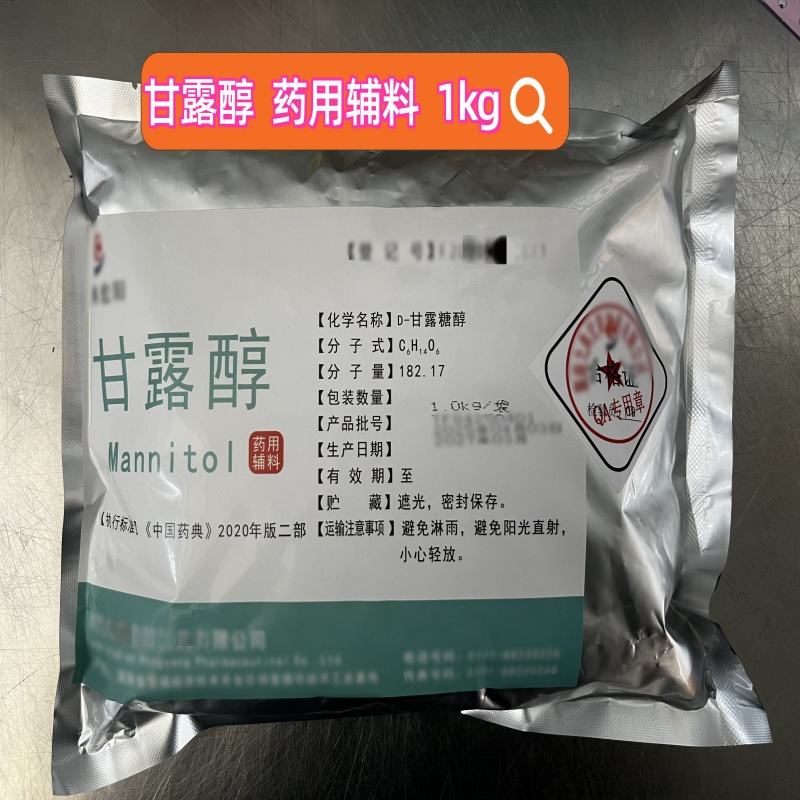 甘露醇 药用辅料 1kg
【登 记 号】
甘露醇
Mannitol
药用
辅料
【执行标准】《中国药典》2020年版二部
【化学名称】D-甘露糖醇
【分 子 式】C₆H₁₄O₆
【分 子 量】182.17
【包装数量】1.0kg/袋
【产品批号】
【生产日期】
【有 效 期】至
【贮 藏】遮光，密封保存。
【运输注意事项】避免淋雨，避免阳光直射，
小心轻放。
QA专用章
有限公司